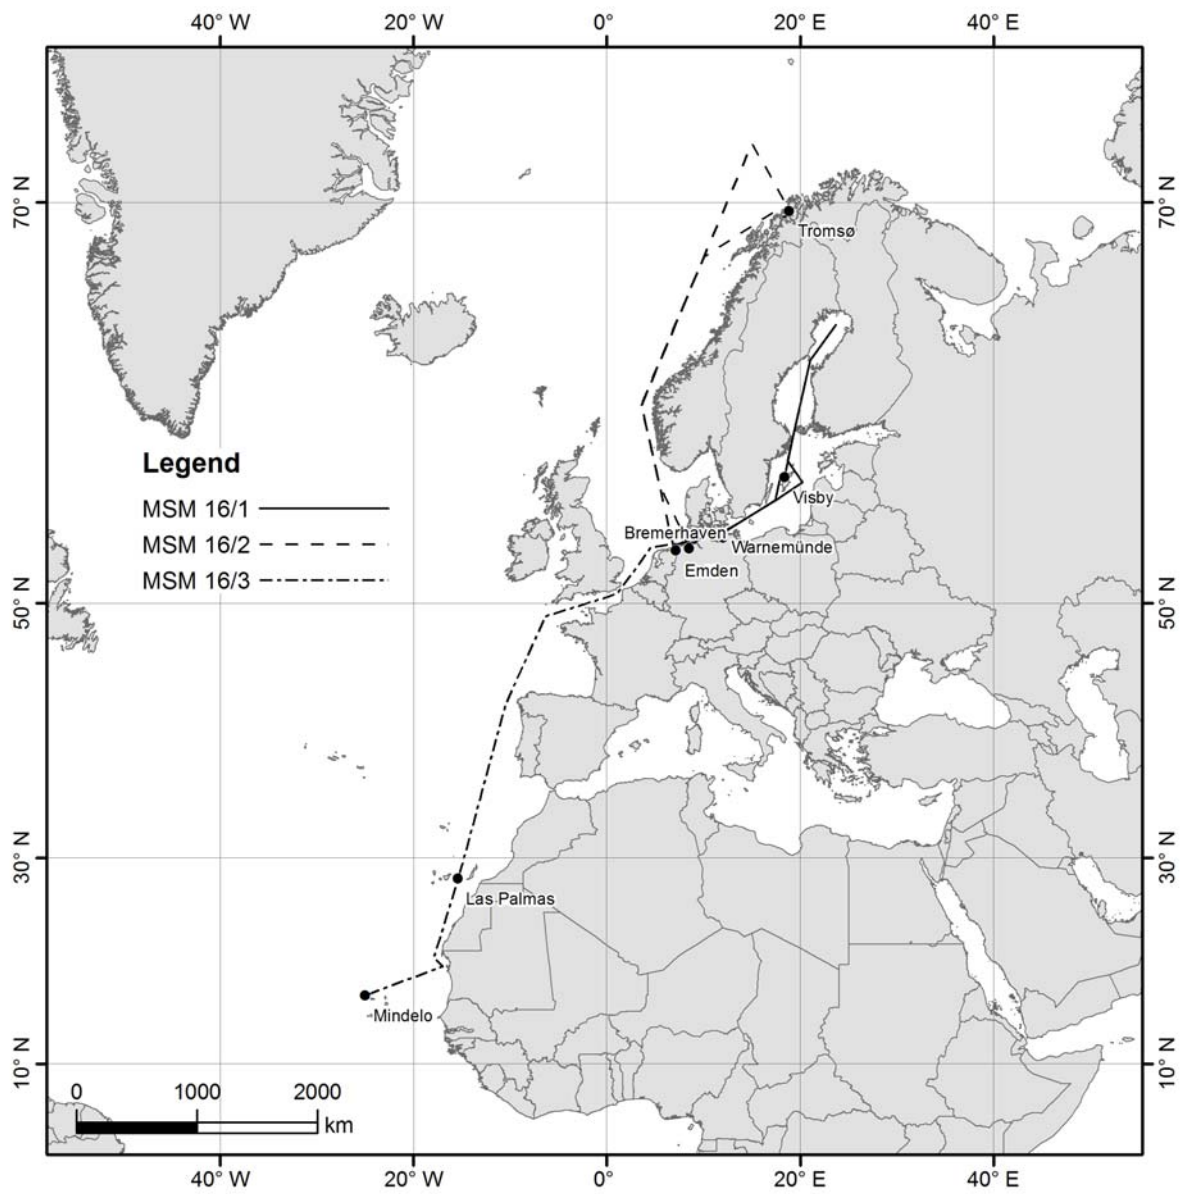 40° W 20° W 0° 20° E 40° E
70° N 70° N
Tromsø
Legend
MSM 16/1
Visby
Bremerhaven
MSM 16/2
Warnemünde
Emden
MSM 16/3
50° N 50° N
30° N 30° N
Las Palmas
Mindelo
10° N 10° N
0 1000 2000
km
40° W 20° W 0° 20° E 40° E